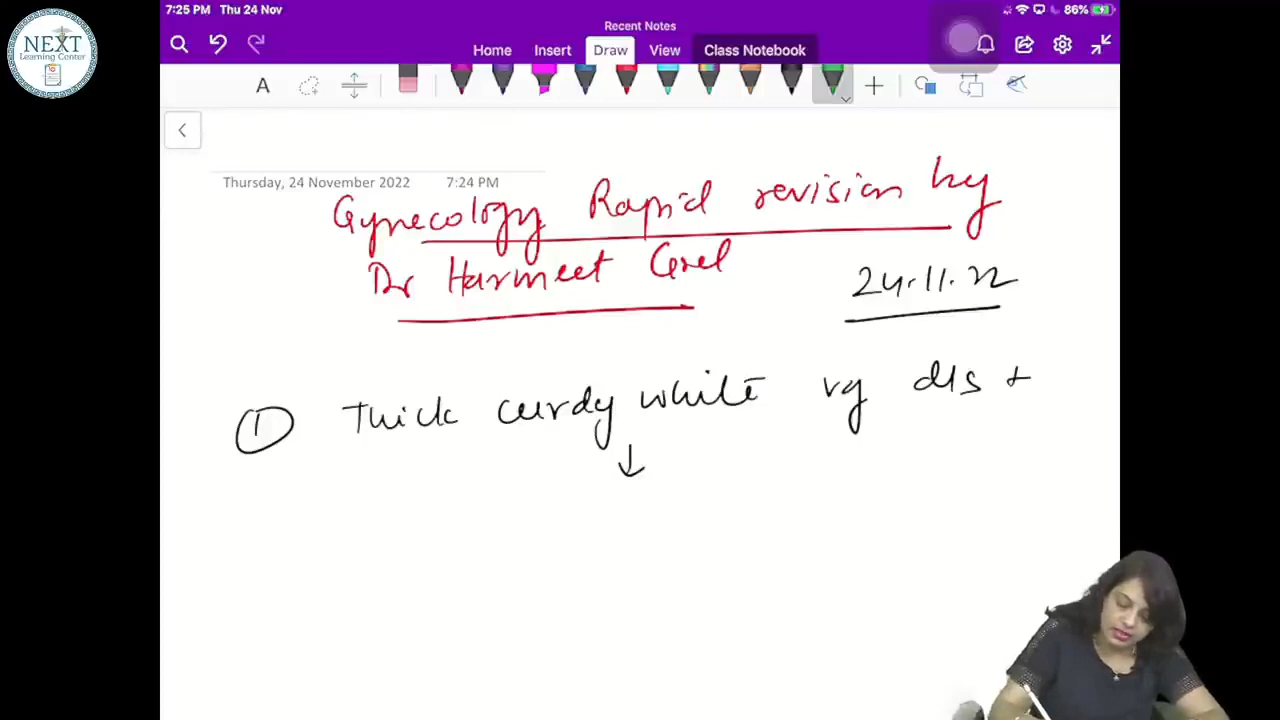 7:25 PM Thu 24 Nov
Recent Notes
86%
NEXT
Learning Center
Home Insert Draw View Class Notebook
A
Thursday, 24 November 2022 7:24 PM
Gynecology Rapid revision by
Dr Harmeet
24.11.22
① Thick curdy white vg dis +
↓